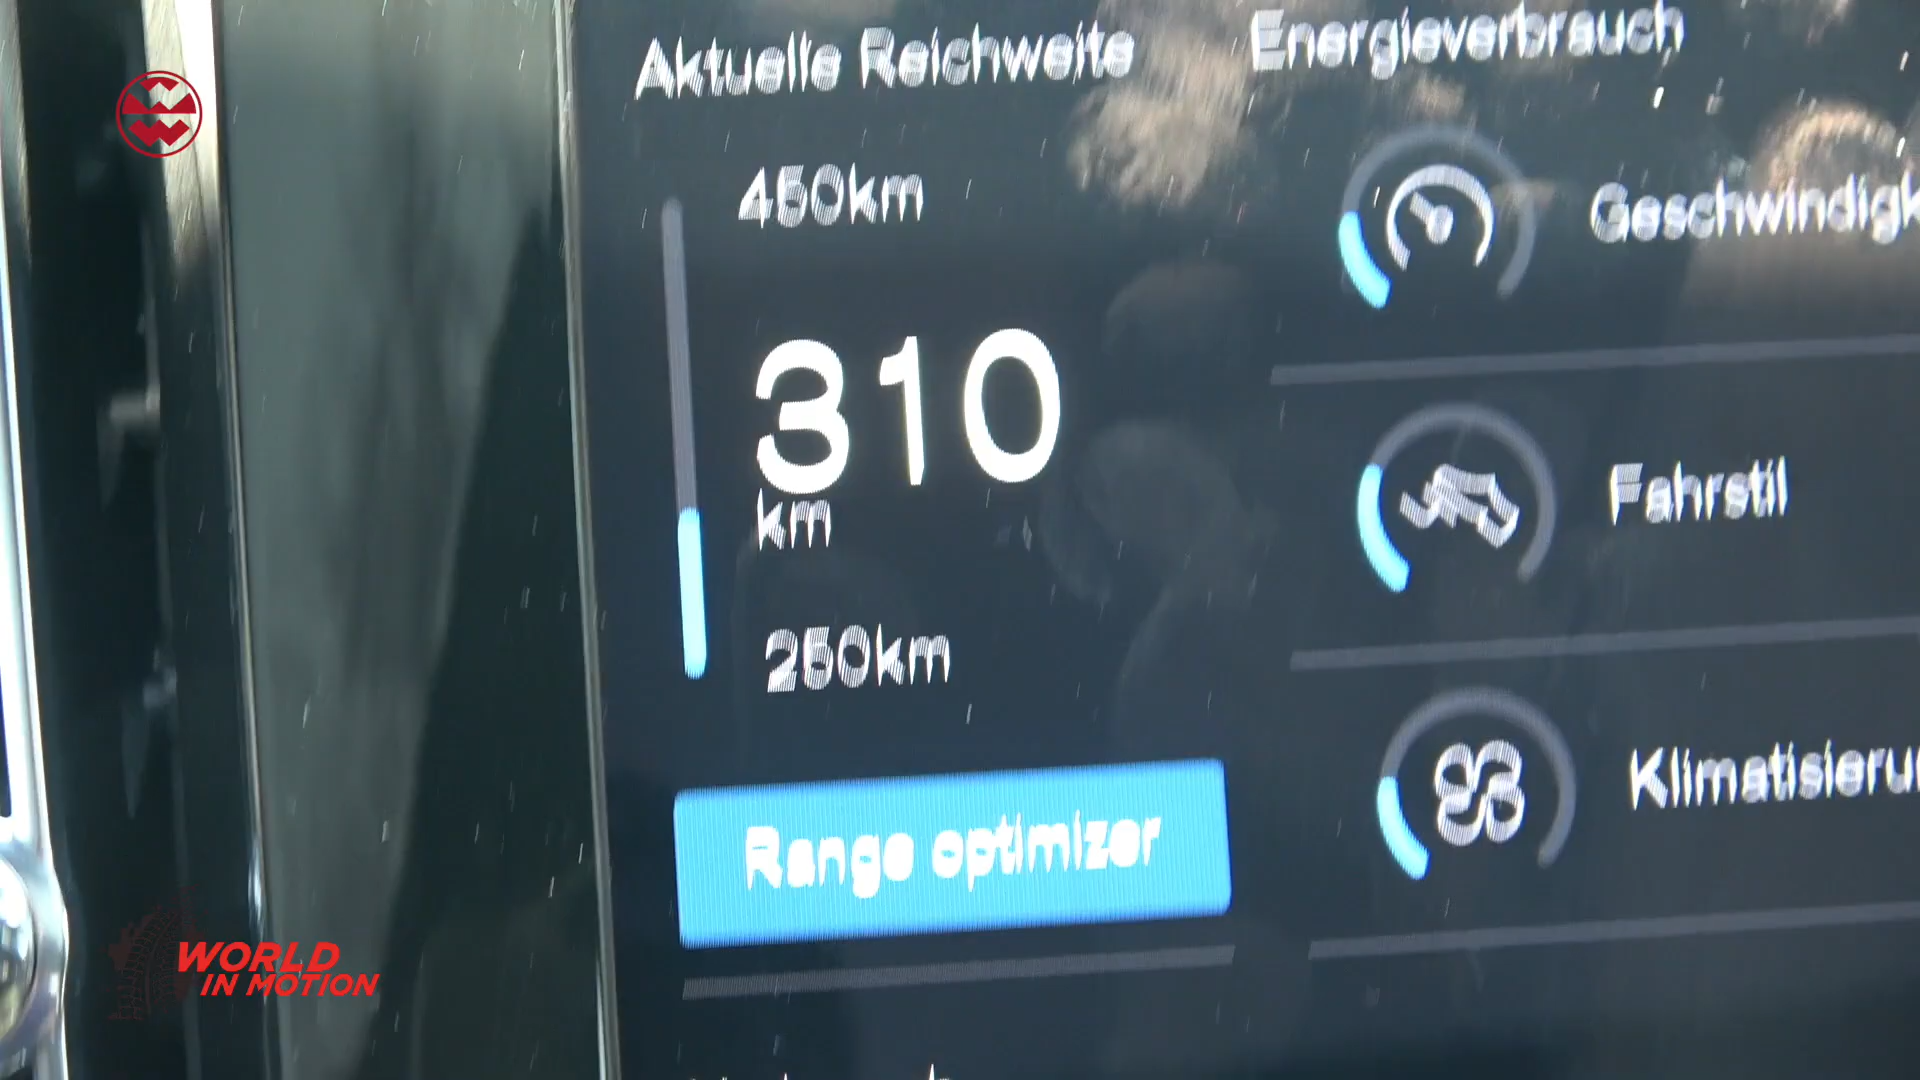 Aktuelle Reichweite
450km
310
km
250km
Range optimizer
Energieverbrauch
Geschwindigk
Fahrstil
Klimatisieru
WORLD
IN MOTION